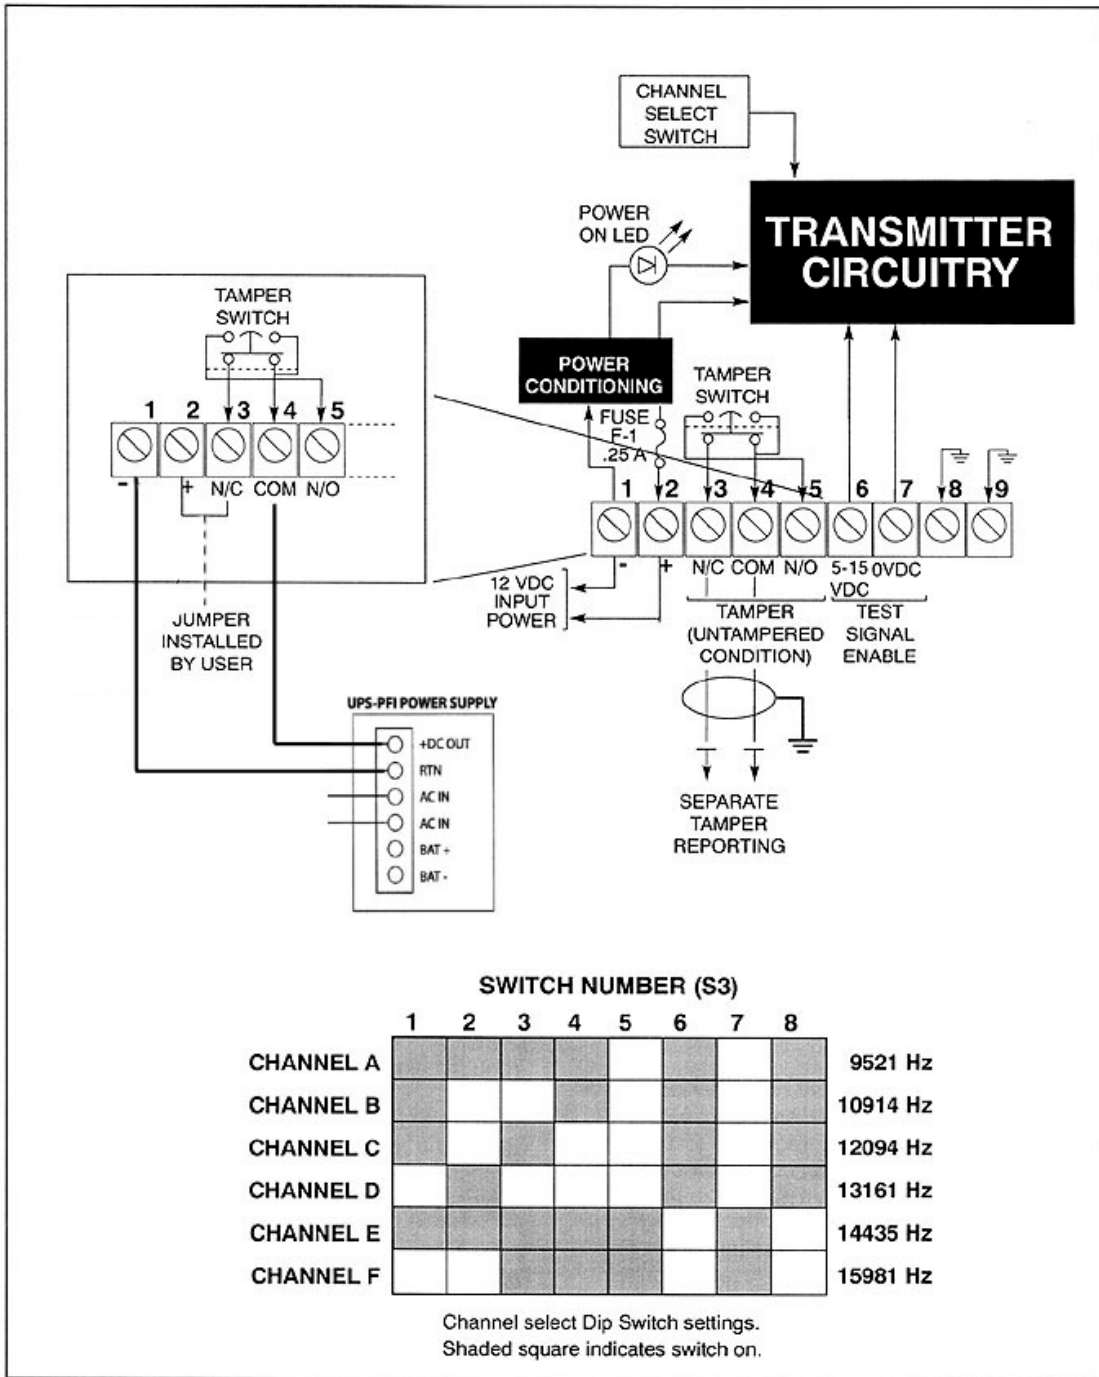 CHANNEL
SELECT
SWITCH
TRANSMITTER
CIRCUITRY
POWER
ON LED
POWER
CONDITIONING
FUSE
F-1
.25 A
TAMPER
SWITCH
1 2 3 4 5 6 7 8 9
- + N/C COM N/O 5-15 0VDC
VDC
12 VDC
INPUT
POWER
TAMPER
(UNTAMPERED
CONDITION)
TEST
SIGNAL
ENABLE
SEPARATE
TAMPER
REPORTING
TAMPER
SWITCH
1 2 3 4 5
- + N/C COM N/O
JUMPER
INSTALLED
BY USER
UPS-PFI POWER SUPPLY
+DC OUT
RTN
AC IN
AC IN
BAT +
BAT -
SWITCH NUMBER (S3)
1 2 3 4 5 6 7 8
CHANNEL A 9521 Hz
CHANNEL B 10914 Hz
CHANNEL C 12094 Hz
CHANNEL D 13161 Hz
CHANNEL E 14435 Hz
CHANNEL F 15981 Hz
Channel select Dip Switch settings.
Shaded square indicates switch on.